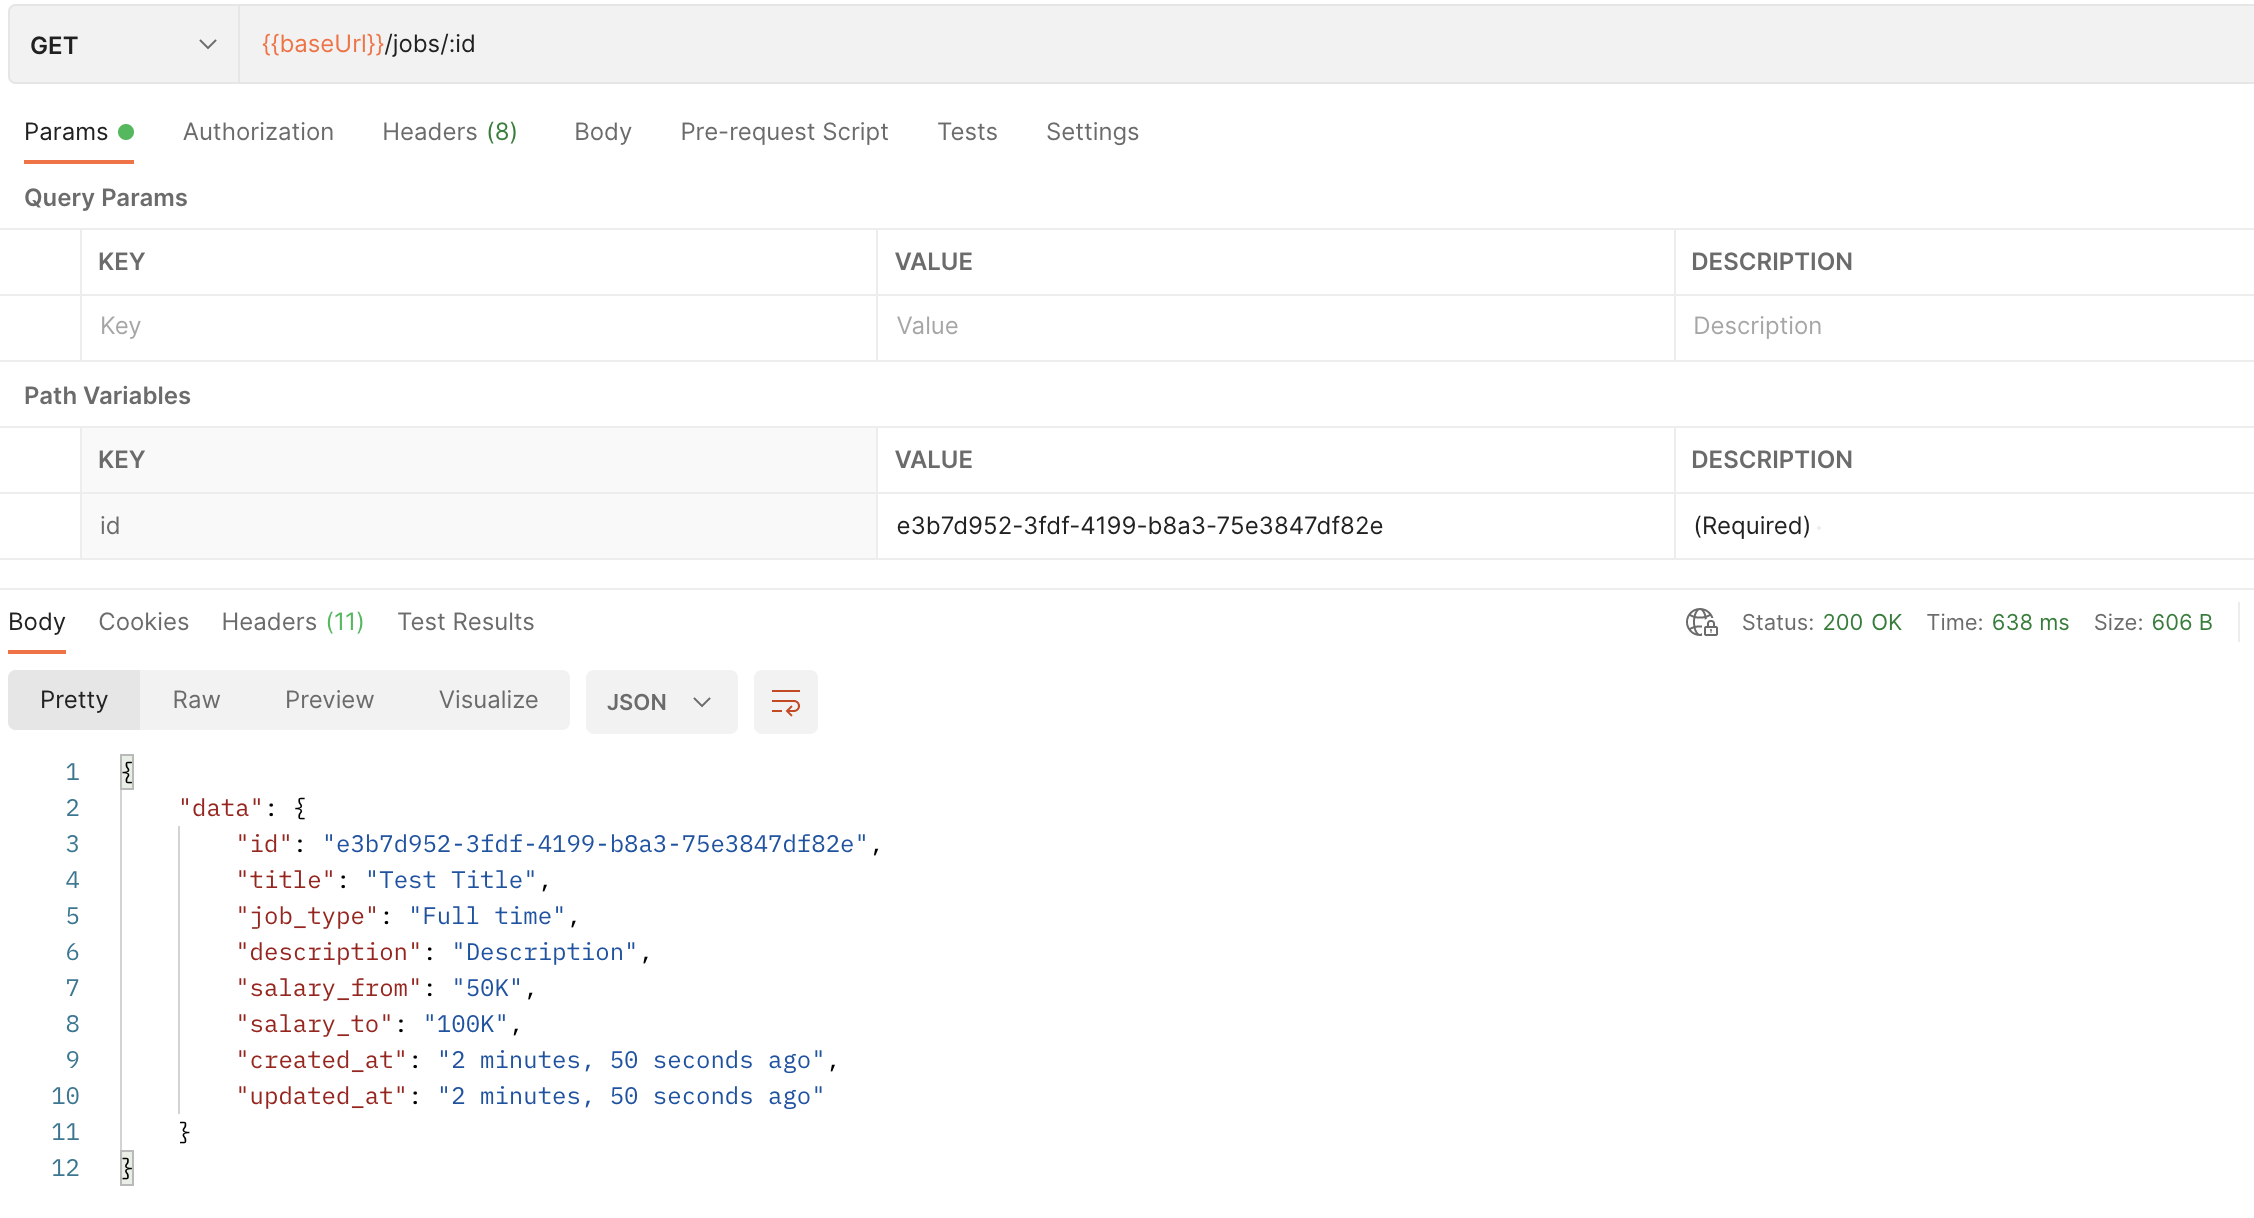 GET {{baseUrl}}/jobs/:id
Params Authorization Headers (8) Body Pre-request Script Tests Settings
Query Params
KEY VALUE DESCRIPTION
Key Value Description
Path Variables
KEY VALUE DESCRIPTION
id e3b7d952-3fdf-4199-b8a3-75e3847df82e (Required)
Body Cookies Headers (11) Test Results Status: 200 OK Time: 638 ms Size: 606 B
Pretty Raw Preview Visualize JSON
1 {
2 "data": {
3 "id": "e3b7d952-3fdf-4199-b8a3-75e3847df82e",
4 "title": "Test Title",
5 "job_type": "Full time",
6 "description": "Description",
7 "salary_from": "50K",
8 "salary_to": "100K",
9 "created_at": "2 minutes, 50 seconds ago",
10 "updated_at": "2 minutes, 50 seconds ago"
11 }
12 }